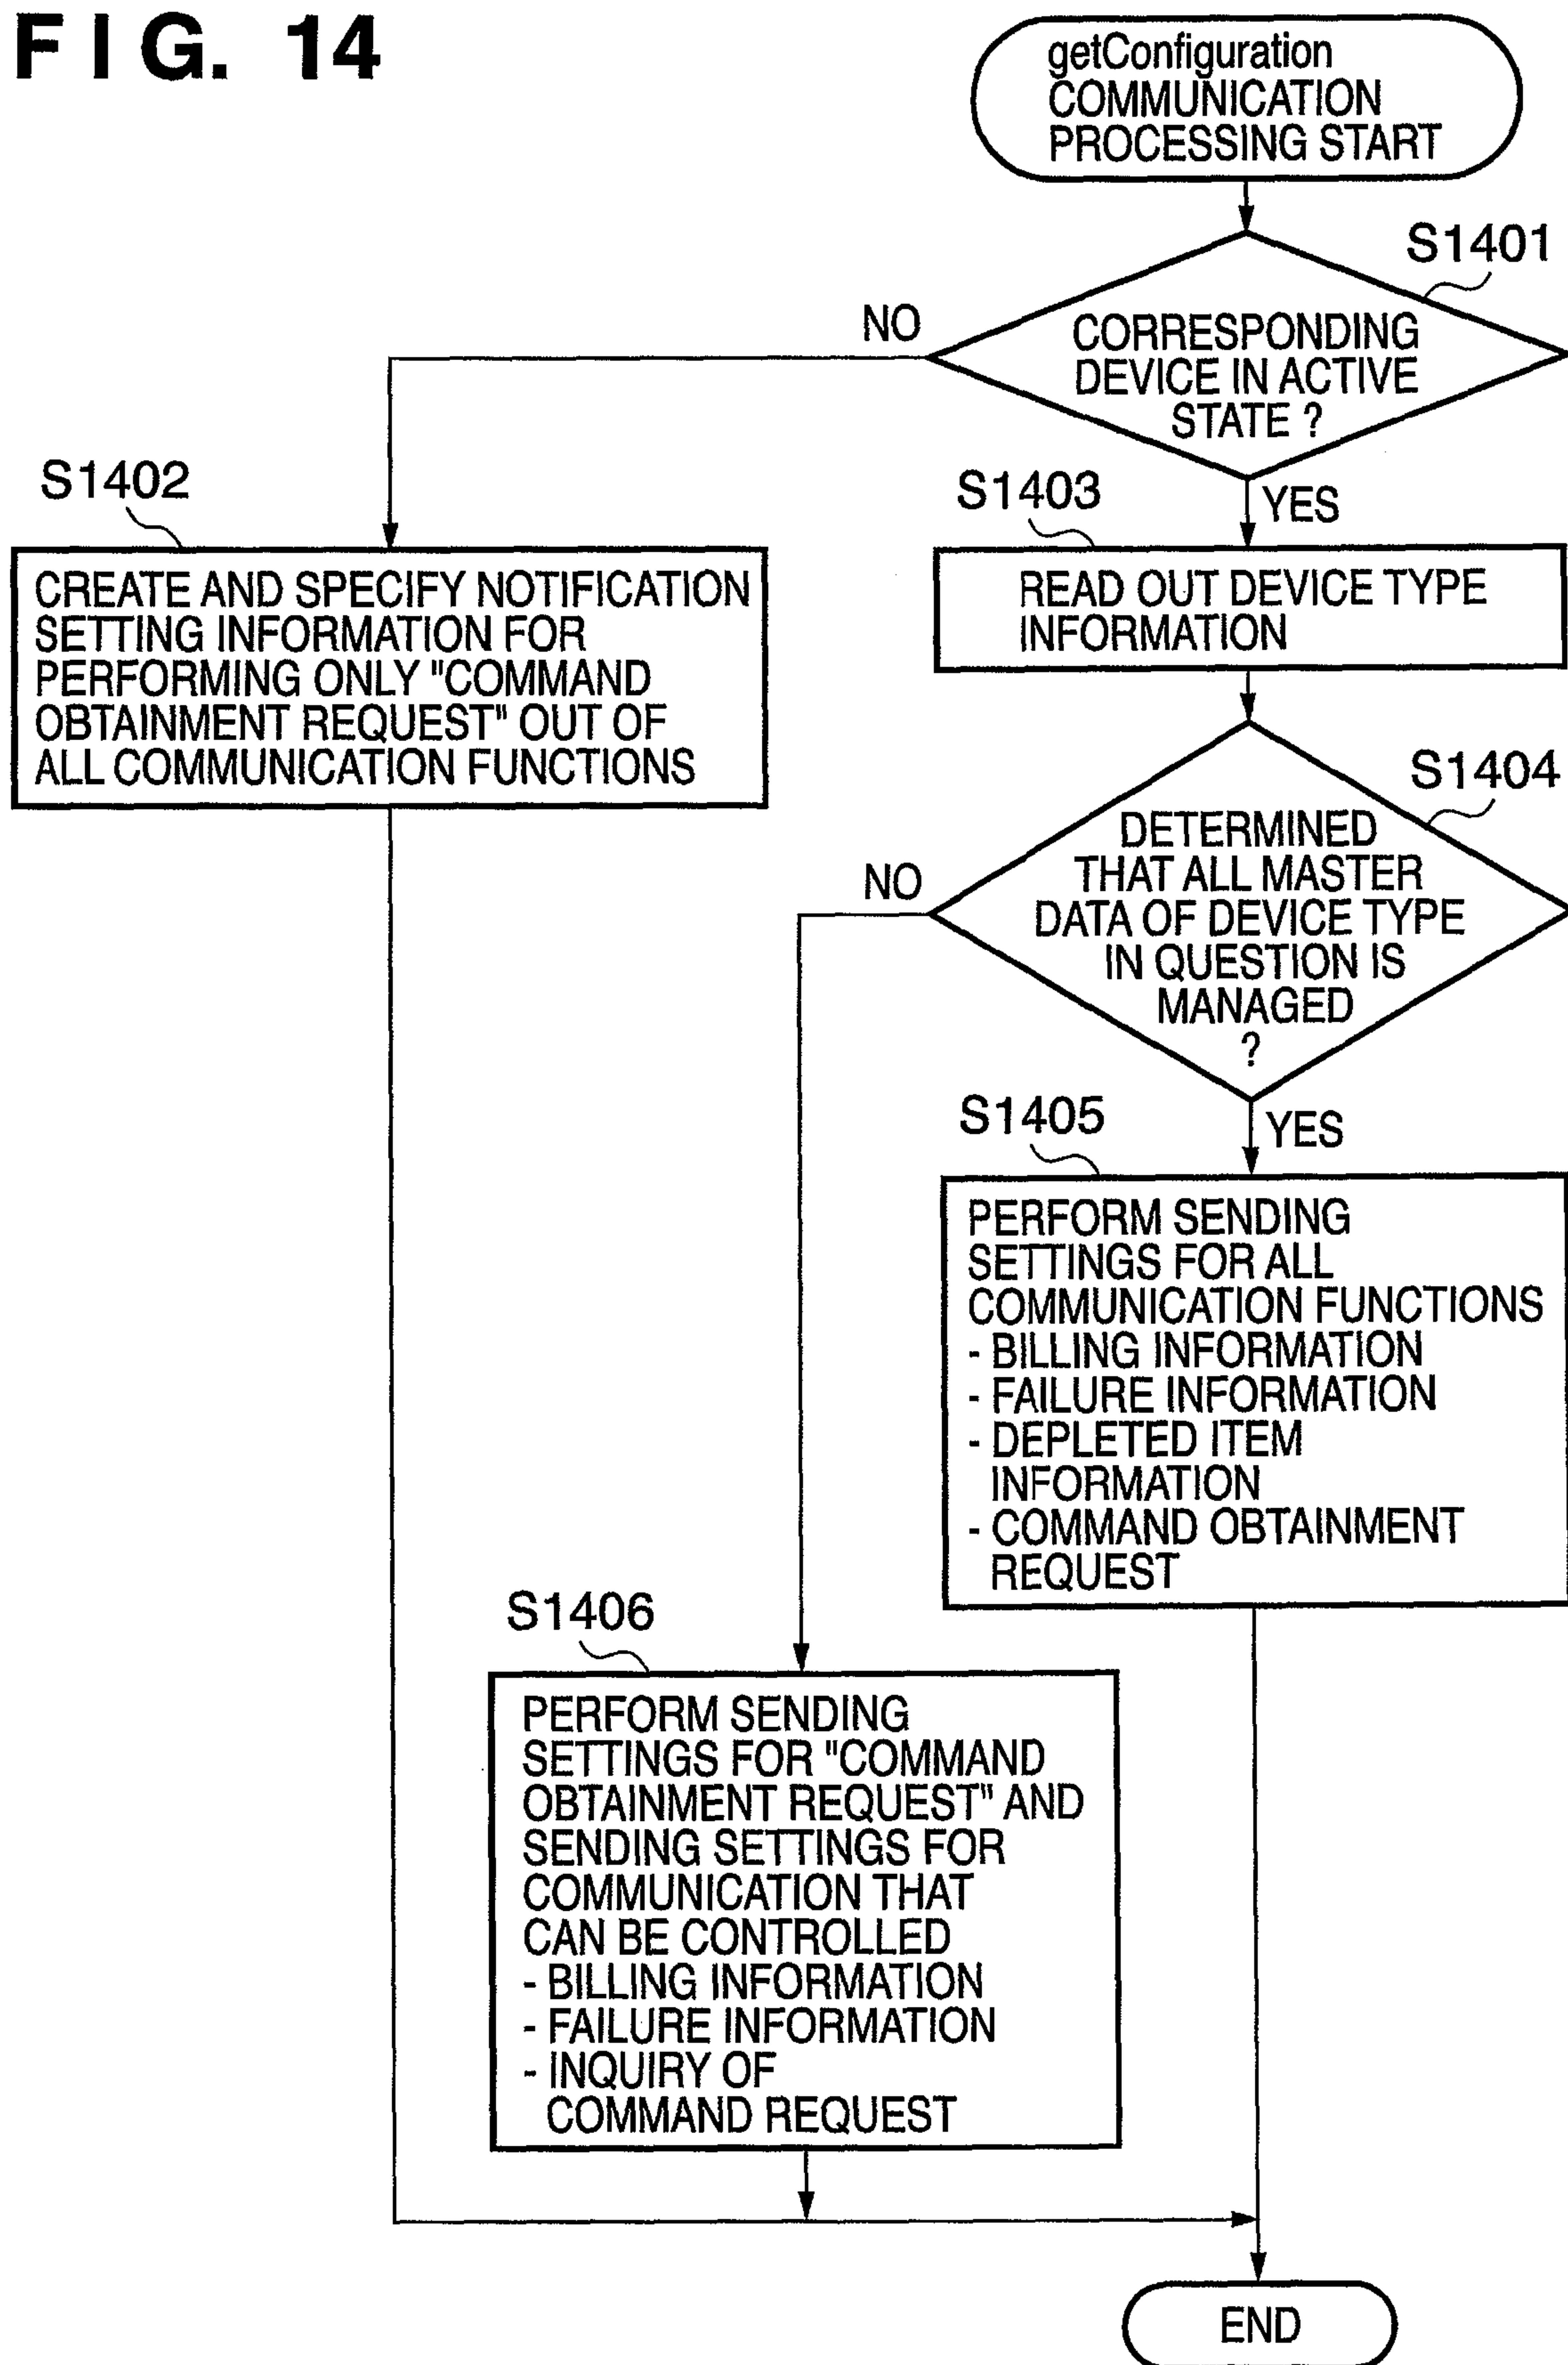 FIG. 14
getConfiguration
COMMUNICATION
PROCESSING START
S1401
CORRESPONDING
DEVICE IN ACTIVE
STATE ?
NO
YES
S1402
CREATE AND SPECIFY NOTIFICATION
SETTING INFORMATION FOR
PERFORMING ONLY "COMMAND
OBTAINMENT REQUEST" OUT OF
ALL COMMUNICATION FUNCTIONS
S1403
READ OUT DEVICE TYPE
INFORMATION
S1404
DETERMINED
THAT ALL MASTER
DATA OF DEVICE TYPE
IN QUESTION IS
MANAGED
?
NO
YES
S1405
PERFORM SENDING
SETTINGS FOR ALL
COMMUNICATION FUNCTIONS
- BILLING INFORMATION
- FAILURE INFORMATION
- DEPLETED ITEM
INFORMATION
- COMMAND OBTAINMENT
REQUEST
S1406
PERFORM SENDING
SETTINGS FOR "COMMAND
OBTAINMENT REQUEST" AND
SENDING SETTINGS FOR
COMMUNICATION THAT
CAN BE CONTROLLED
- BILLING INFORMATION
- FAILURE INFORMATION
- INQUIRY OF
COMMAND REQUEST
END